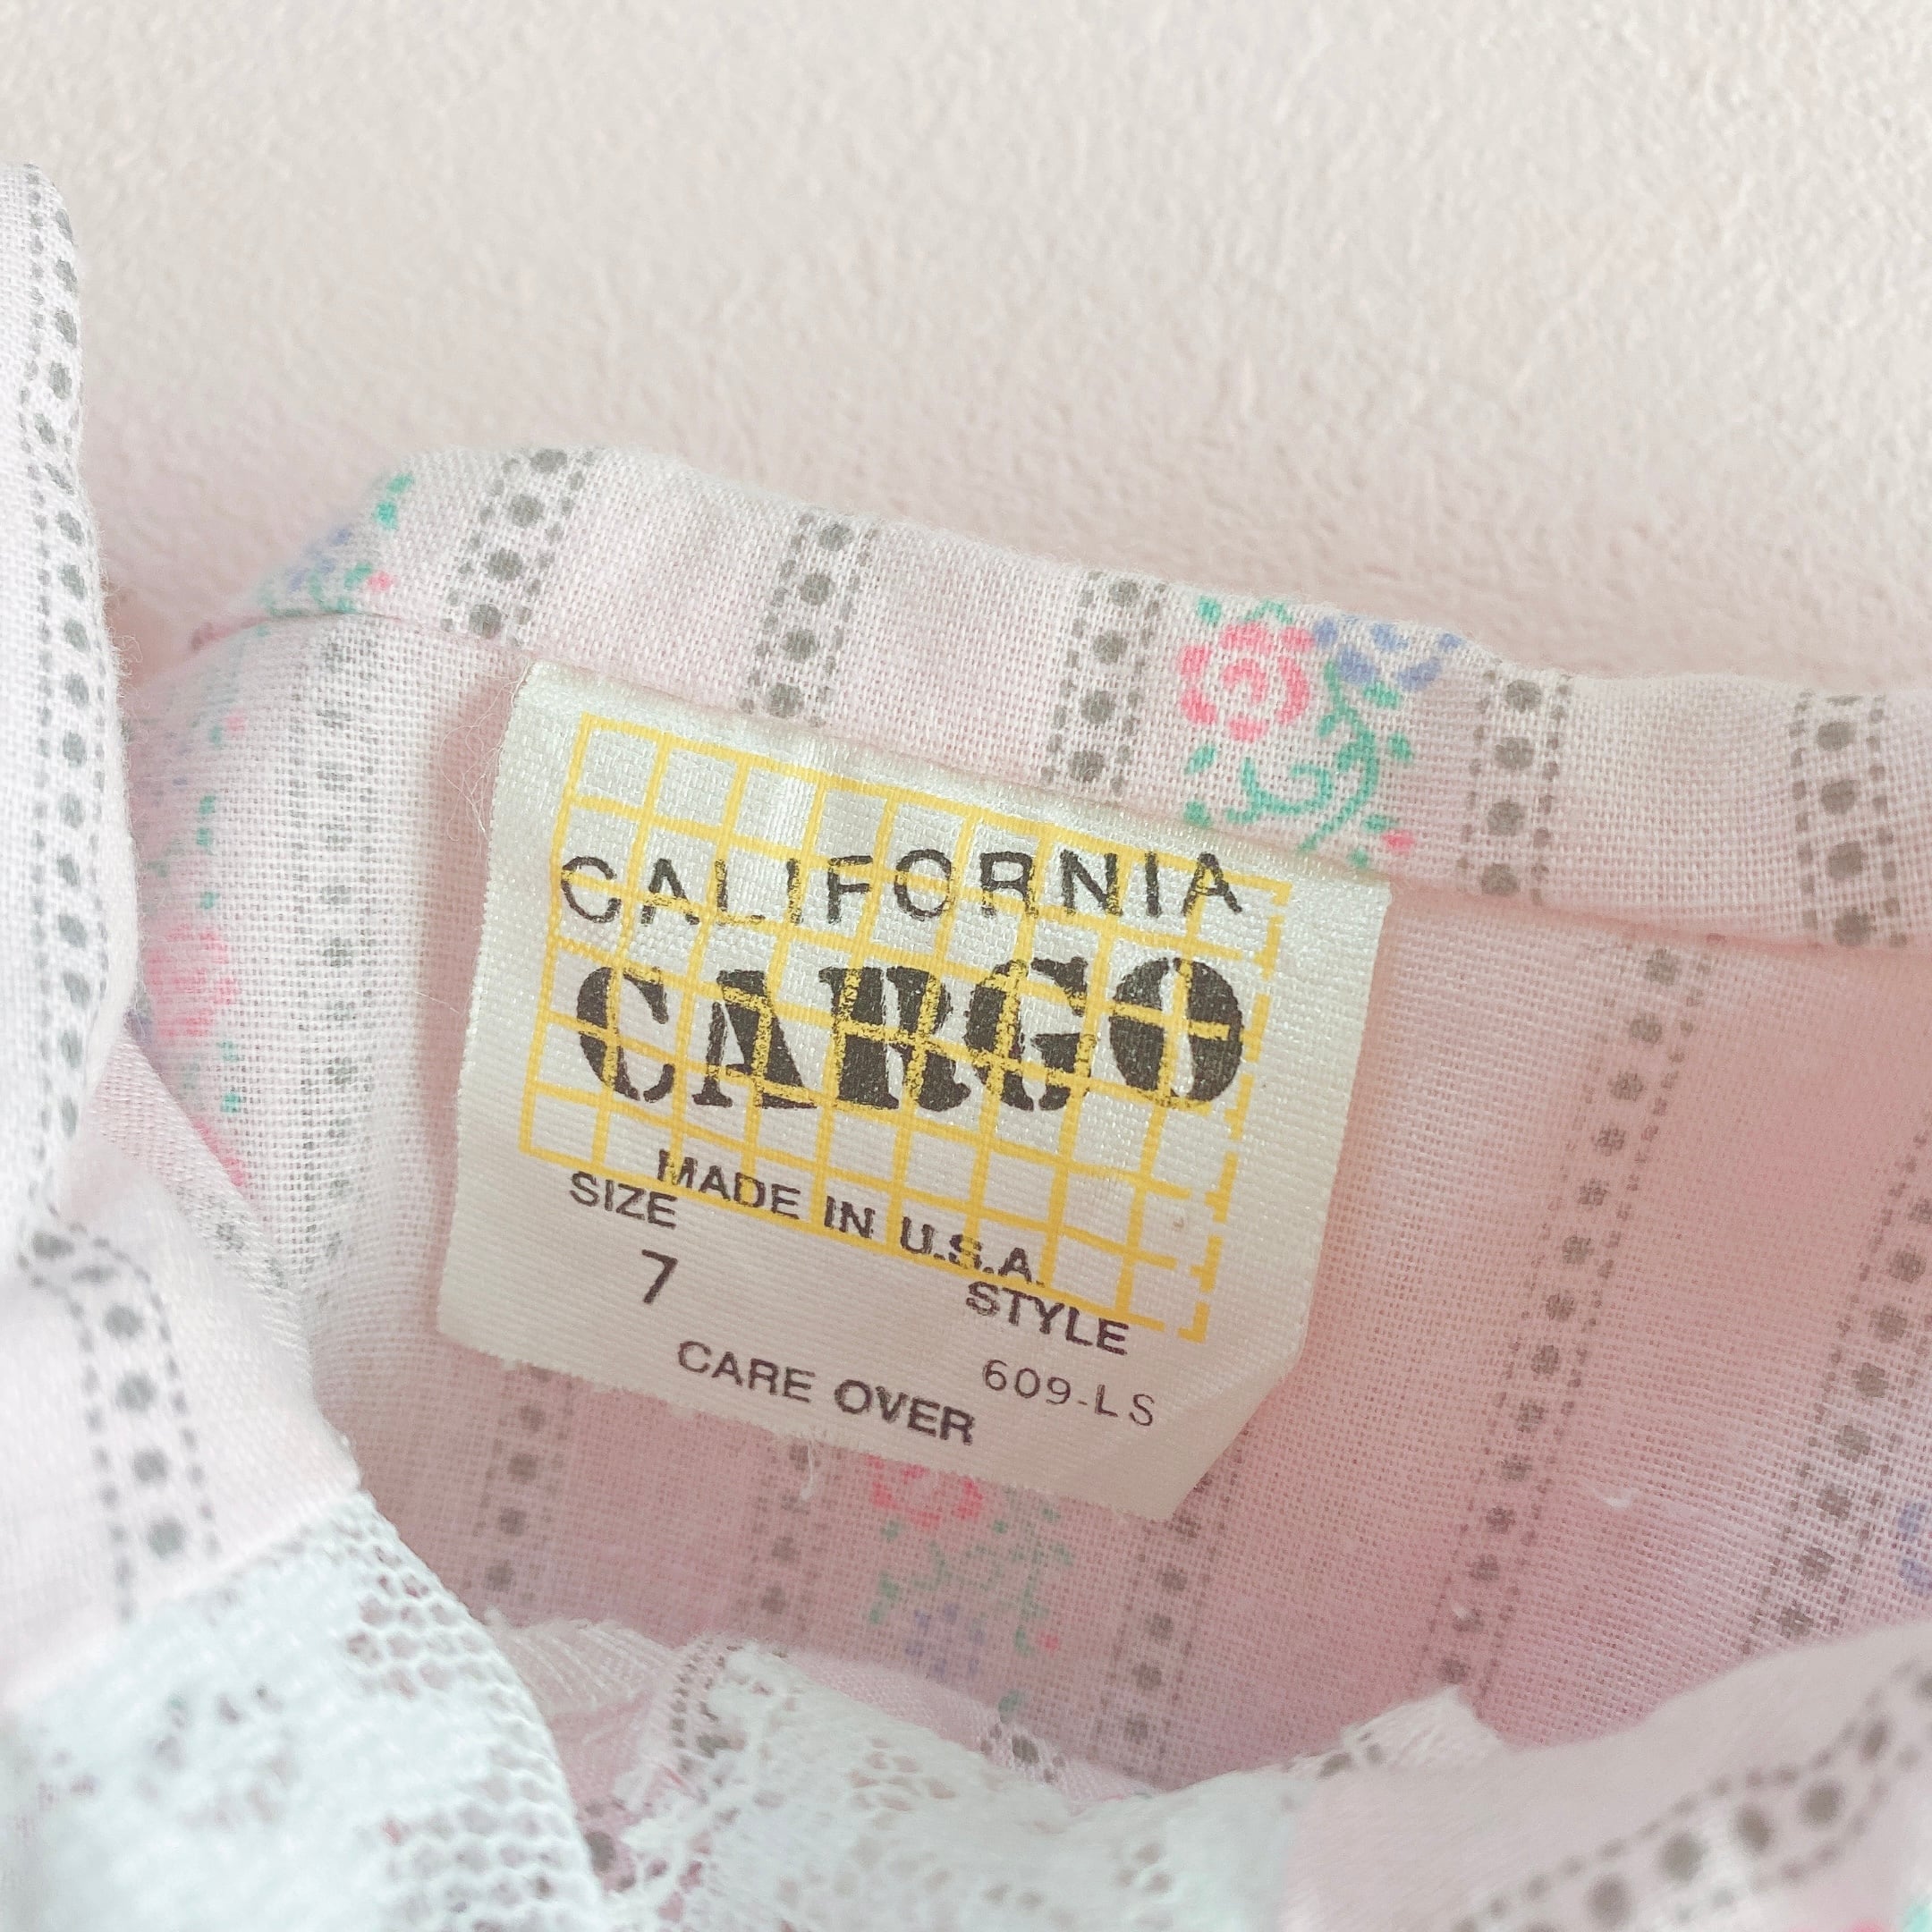 CALIFORNIA
CARGO
MADE IN U.S.A.
SIZE
7
STYLE
609-LS
CARE OVER